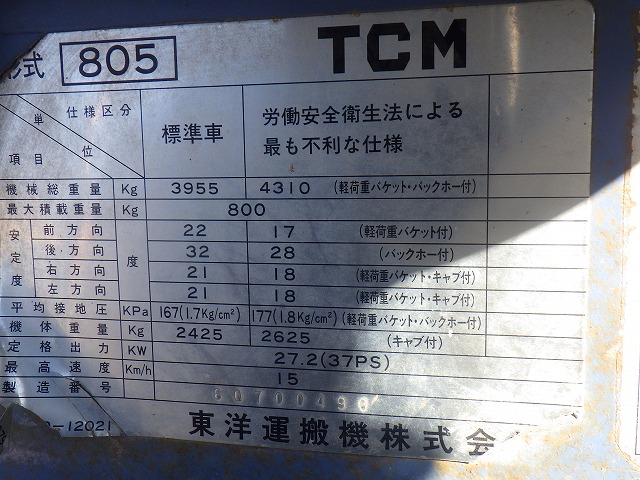 形式 805 TCM
単位 仕様区分 標準車 労働安全衛生法による
項目 最も不利な仕様
機械総重量 Kg 3955 4310 (軽荷重バケット・バックホー付)
最大積載重量 Kg 800
安定度 前方向 度 22 17 (軽荷重バケット付)
後方向 32 28 (バックホー付)
右方向 21 18 (軽荷重バケット・キャブ付)
左方向 21 18 (軽荷重バケット・キャブ付)
平均接地圧 KPa 167(1.7Kg/cm²) 177(1.8Kg/cm²) (軽荷重バケット・バックホー付)
機体重量 Kg 2425 2625 (キャブ付)
定格出力 KW 27.2(37PS)
最高速度 Km/h 15
製造番号
-12021 東洋運搬機株式会